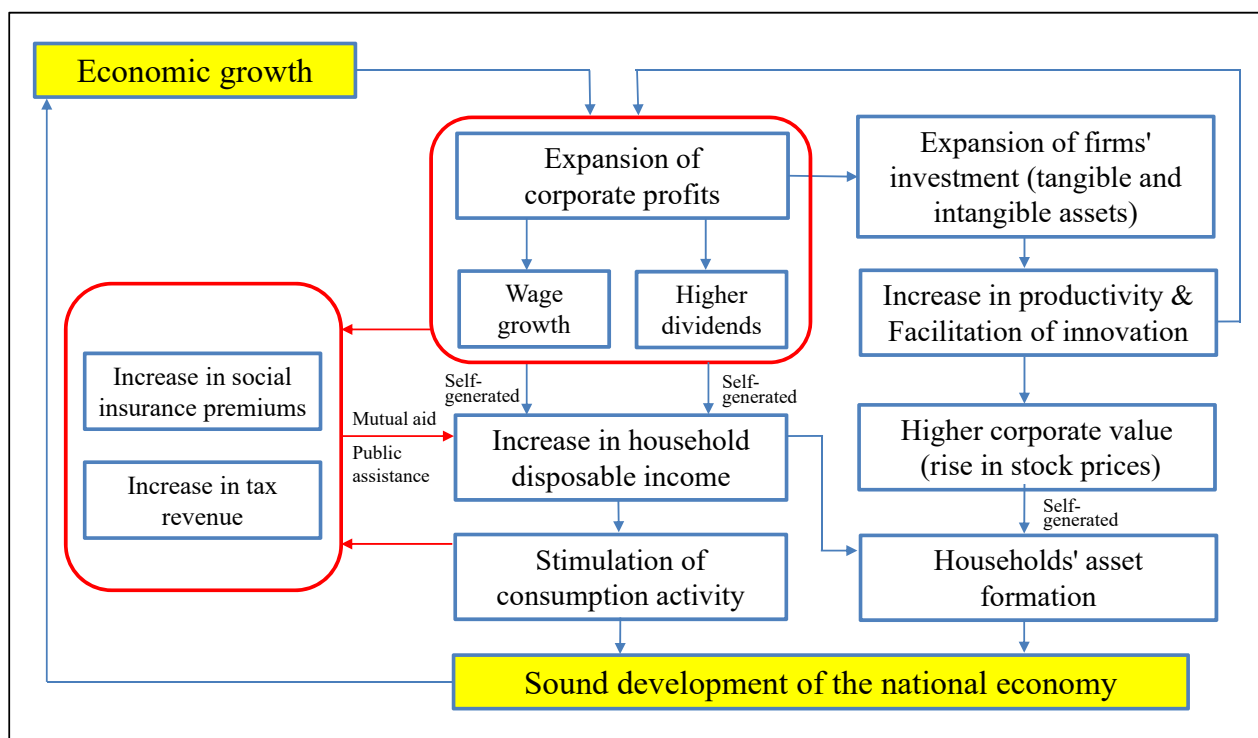 Economic growth
Expansion of
corporate profits
Expansion of firms'
investment (tangible and
intangible assets)
Wage
growth
Higher
dividends
Increase in productivity &
Facilitation of innovation
Increase in social
insurance premiums
Increase in tax
revenue
Self-
generated
Self-
generated
Mutual aid
Public
assistance
Increase in household
disposable income
Higher corporate value
(rise in stock prices)
Self-
generated
Stimulation of
consumption activity
Households' asset
formation
Sound development of the national economy